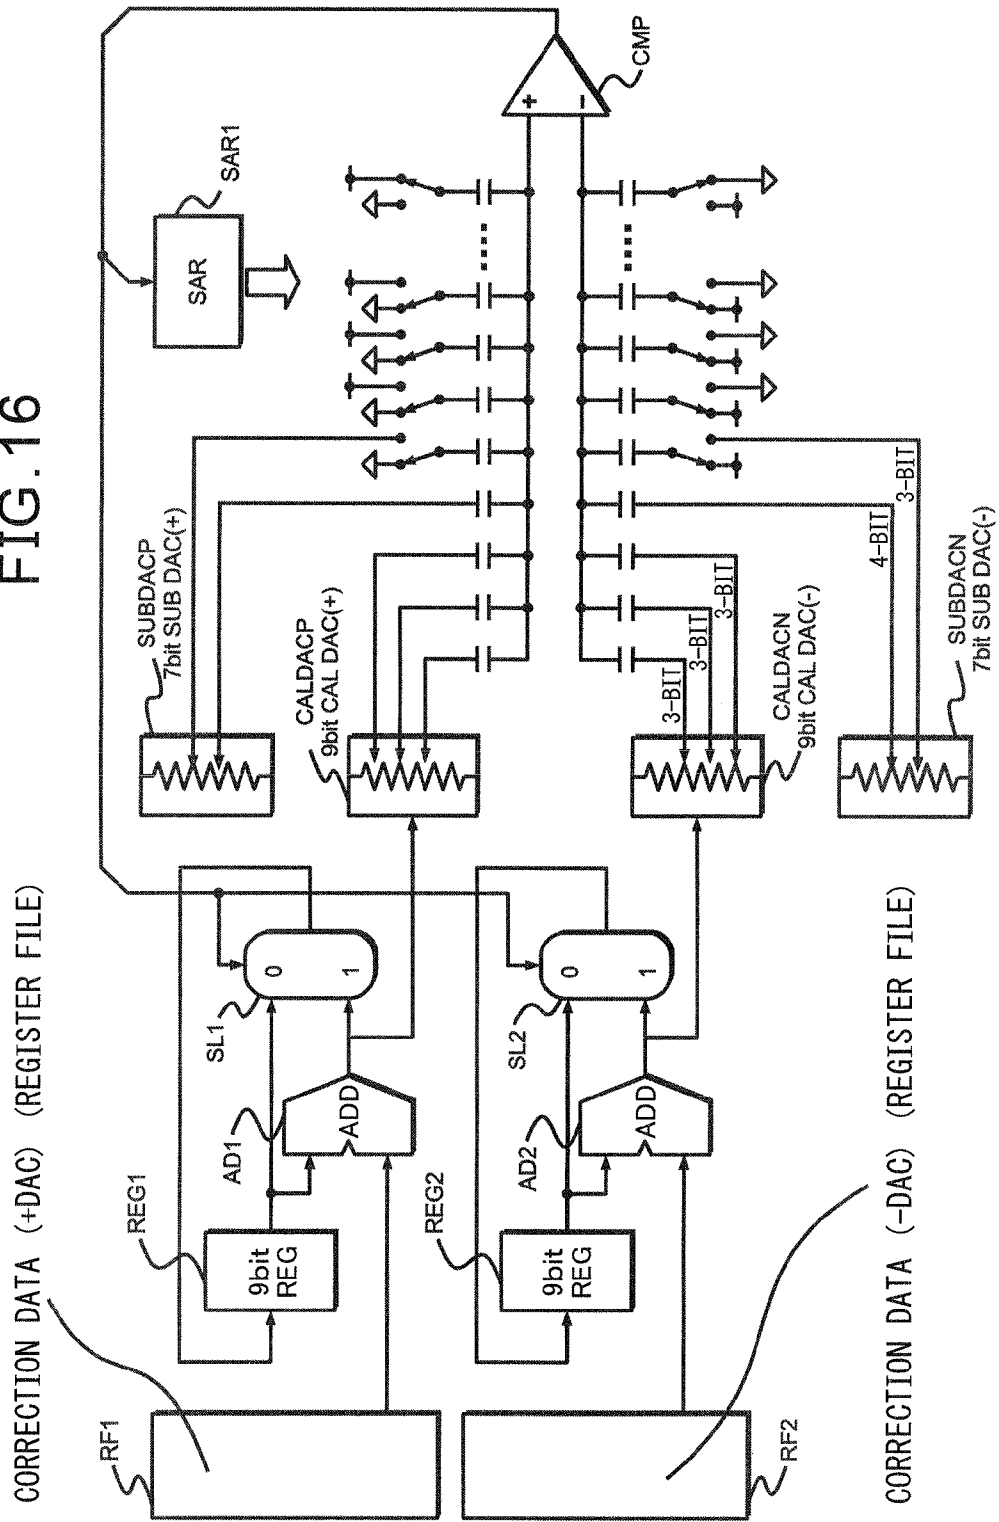 FIG.16
CORRECTION DATA (+DAC) (REGISTER FILE)
RF1
REG1
9bit
REG
AD1
ADD
SL1
0
1
SAR1
SAR
SUBDACP
7bit SUB DAC(+)
CALDACP
9bit CAL DAC(+)
+
−
CMP
3-BIT
3-BIT
3-BIT
CALDACN
9bit CAL DAC(-)
4-BIT
3-BIT
SUBDACN
7bit SUB DAC(-)
REG2
9bit
REG
AD2
ADD
SL2
0
1
RF2
CORRECTION DATA (−DAC) (REGISTER FILE)